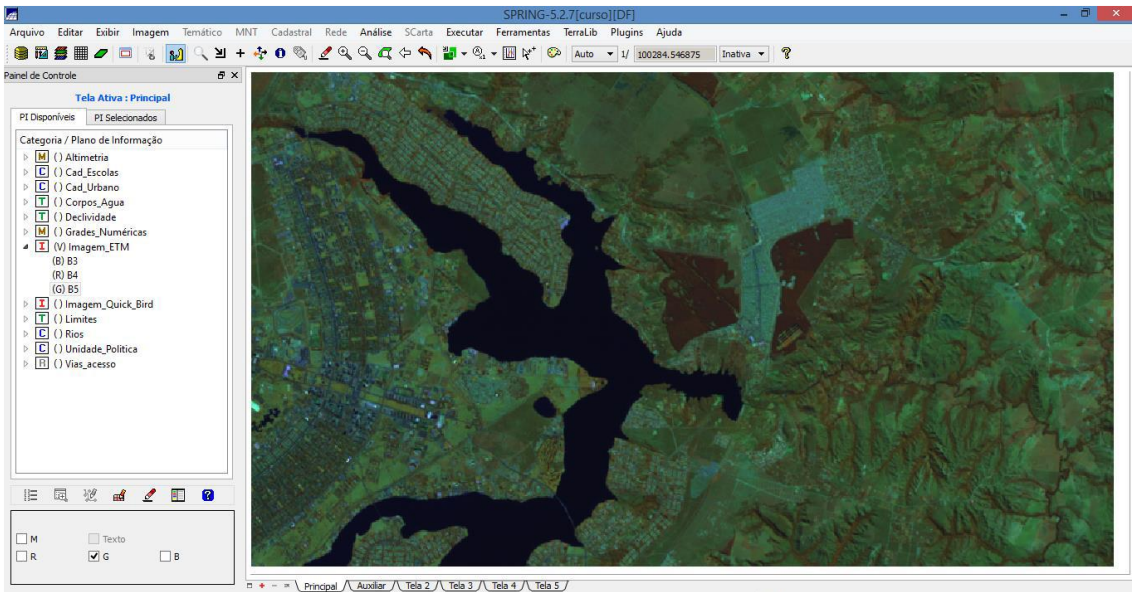 SPRING-5.2.7[curso][DF]
Arquivo Editar Exibir Imagem Temático MNT Cadastral Rede Análise SCarta Executar Ferramentas TerraLib Plugins Ajuda
Auto 1/ 100284.546875 Inativa
Painel de Controle
Tela Ativa : Principal
PI Disponíveis PI Selecionados
Categoria / Plano de Informação
M () Altimetria
C () Cad_Escolas
C () Cad_Urbano
T () Corpos_Agua
T () Declividade
M () Grades_Numéricas
I (V) Imagem_ETM
(B) B3
(R) B4
(G) B5
I () Imagem_Quick_Bird
T () Limites
C () Rios
C () Unidade_Politica
R () Vias_acesso
M Texto
R G B
Principal Auxiliar Tela 2 Tela 3 Tela 4 Tela 5